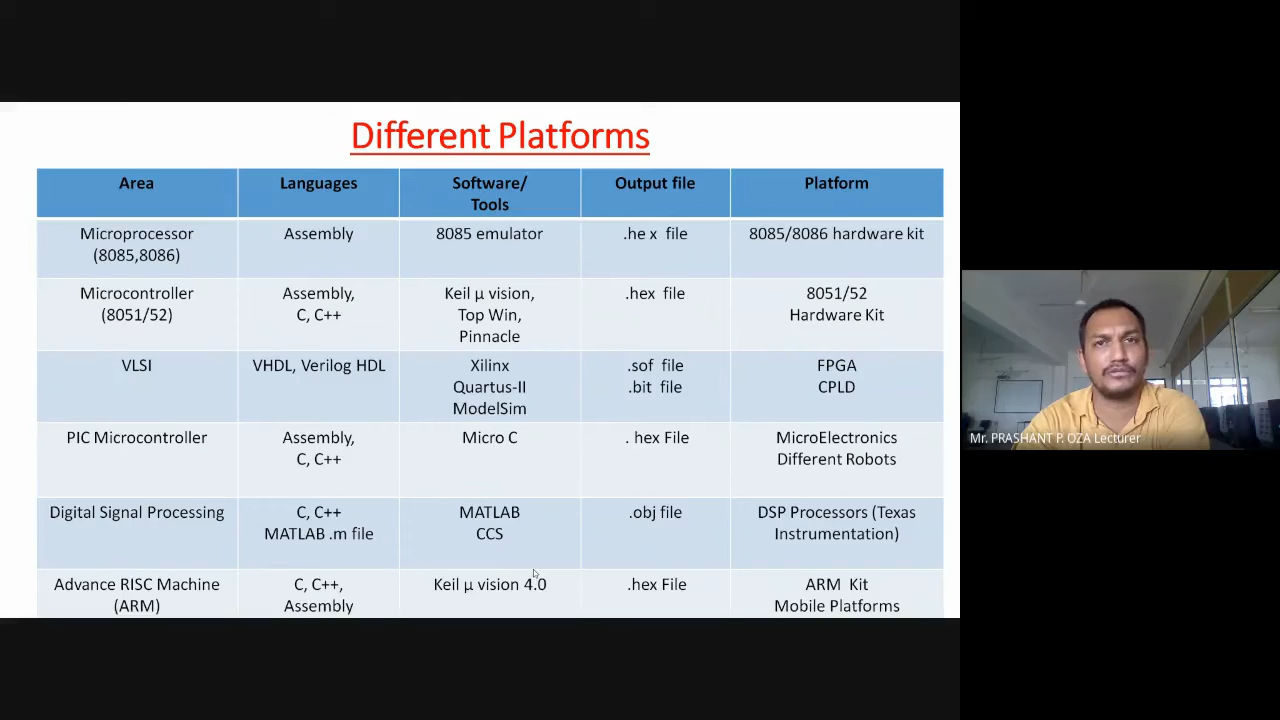 Different Platforms
Area Languages Software/ Output file Platform
Tools
Microprocessor Assembly 8085 emulator .he x file 8085/8086 hardware kit
(8085,8086)
Microcontroller Assembly, Keil µ vision, .hex file 8051/52
(8051/52) C, C++ Top Win, Hardware Kit
Pinnacle
VLSI VHDL, Verilog HDL Xilinx .sof file FPGA
Quartus-II .bit file CPLD
ModelSim
PIC Microcontroller Assembly, Micro C . hex File MicroElectronics
C, C++ Different Robots
Digital Signal Processing C, C++ MATLAB .obj file DSP Processors (Texas
MATLAB .m file CCS Instrumentation)
Advance RISC Machine C, C++, Keil µ vision 4.0 .hex File ARM Kit
(ARM) Assembly Mobile Platforms
Mr. PRASHANT P. OZA Lecturer